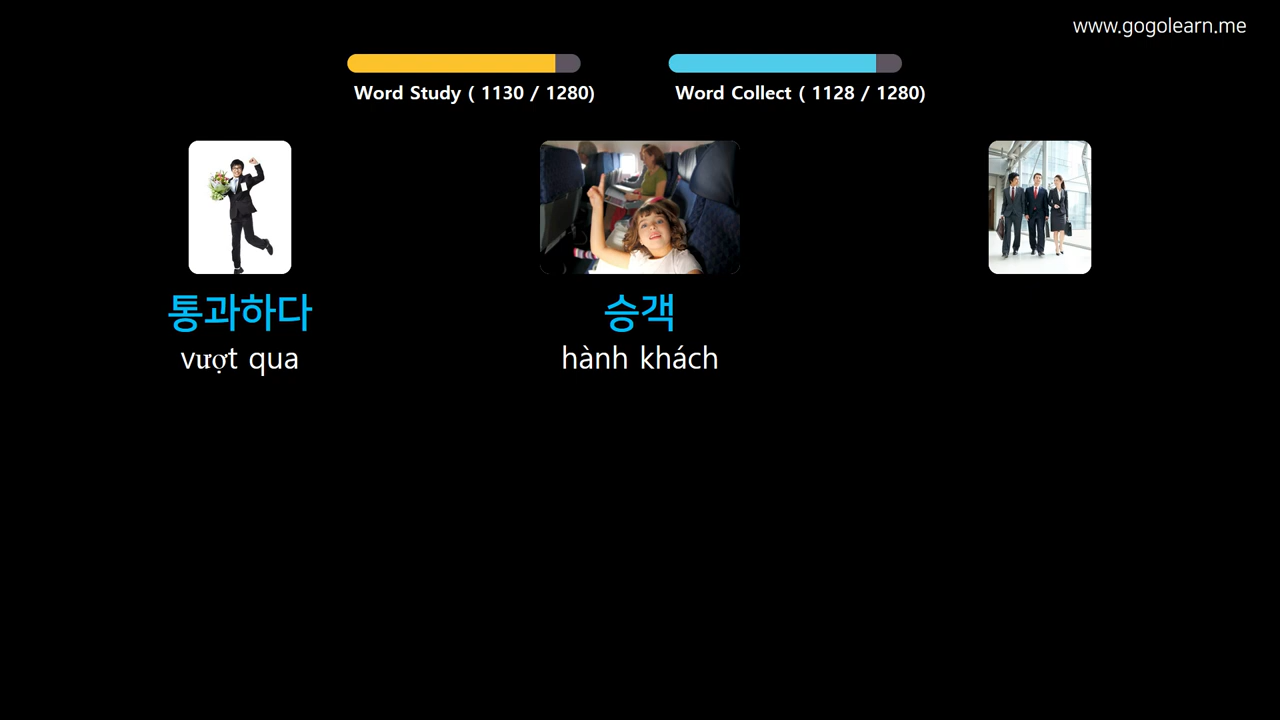 www.gogolearn.me
Word Study ( 1130 / 1280)
Word Collect ( 1128 / 1280)
통과하다
승객
vượt qua
hành khách